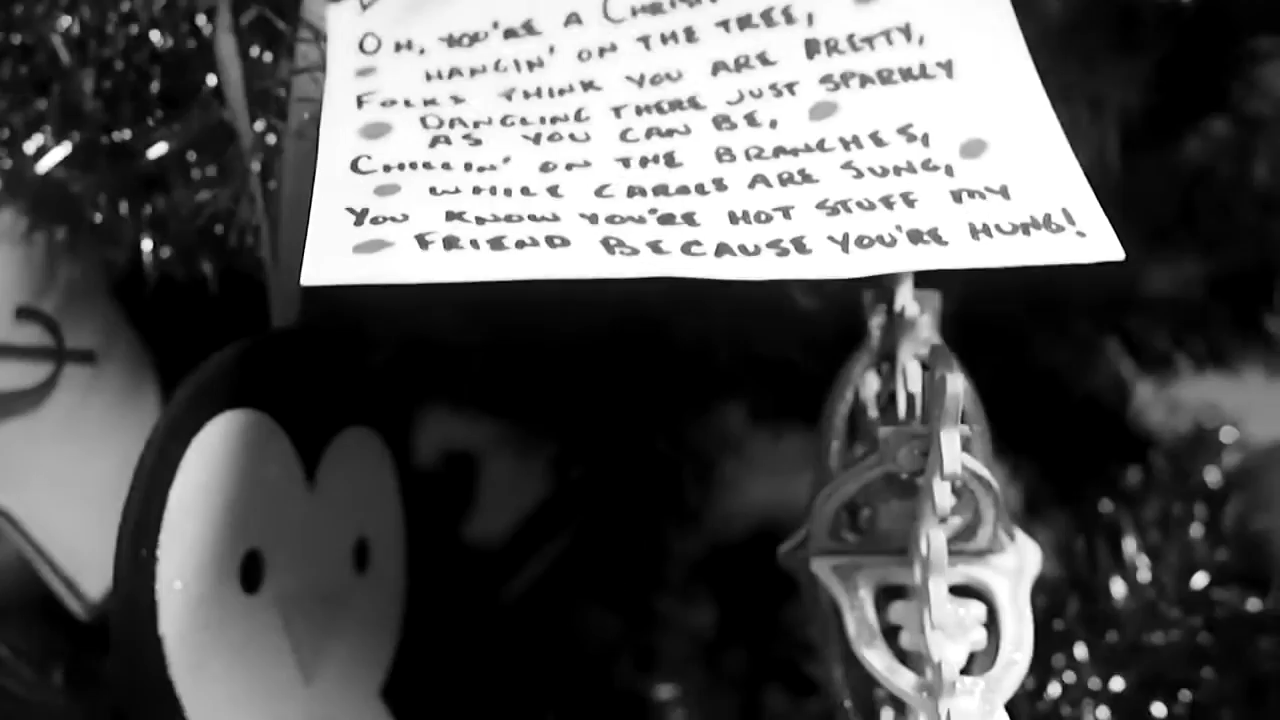 OH, YOU'RE A
HANGIN' ON THE TREE,
FOLKS THINK YOU ARE PRETTY,
DANGLING THERE JUST SPARKLY
AS YOU CAN BE,
CHILLIN' ON THE BRANCHES,
WHILE CAROLS ARE SUNG,
YOU KNOW YOU'RE HOT STUFF MY
FRIEND BECAUSE YOU'RE HUNG!